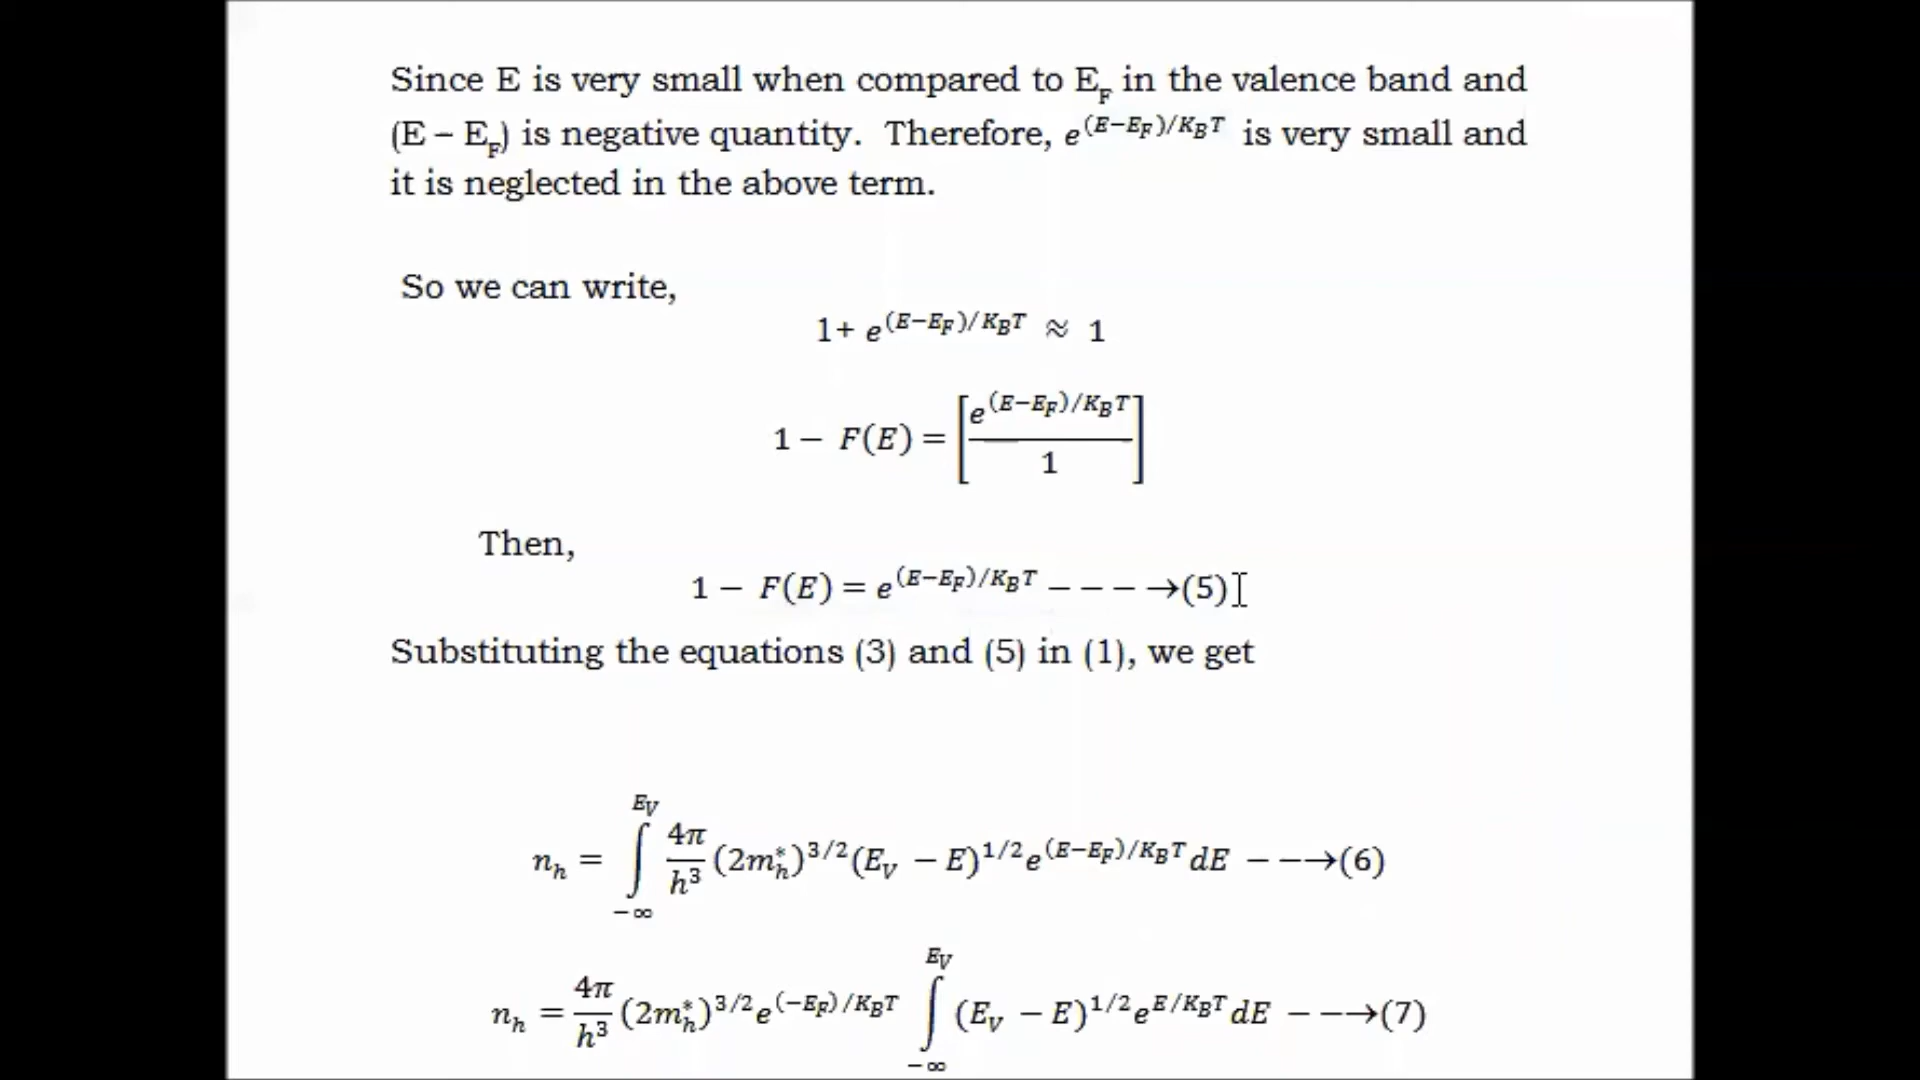 Since E is very small when compared to E_F in the valence band and
(E – E_F) is negative quantity. Therefore, e^{(E−E_F)/K_BT} is very small and
it is neglected in the above term.
So we can write,
1+ e^{(E−E_F)/K_BT} ≈ 1
1 − F(E) = [e^{(E−E_F)/K_BT} / 1]
Then,
1 − F(E) = e^{(E−E_F)/K_BT} − − − →(5)
Substituting the equations (3) and (5) in (1), we get
n_h = ∫_{−∞}^{E_V} 4π/h³ (2m_h^*)^{3/2}(E_V − E)^{1/2}e^{(E−E_F)/K_BT}dE − −→(6)
n_h = 4π/h³ (2m_h^*)^{3/2}e^{(−E_F)/K_BT} ∫_{−∞}^{E_V} (E_V − E)^{1/2}e^{E/K_BT}dE − −→(7)